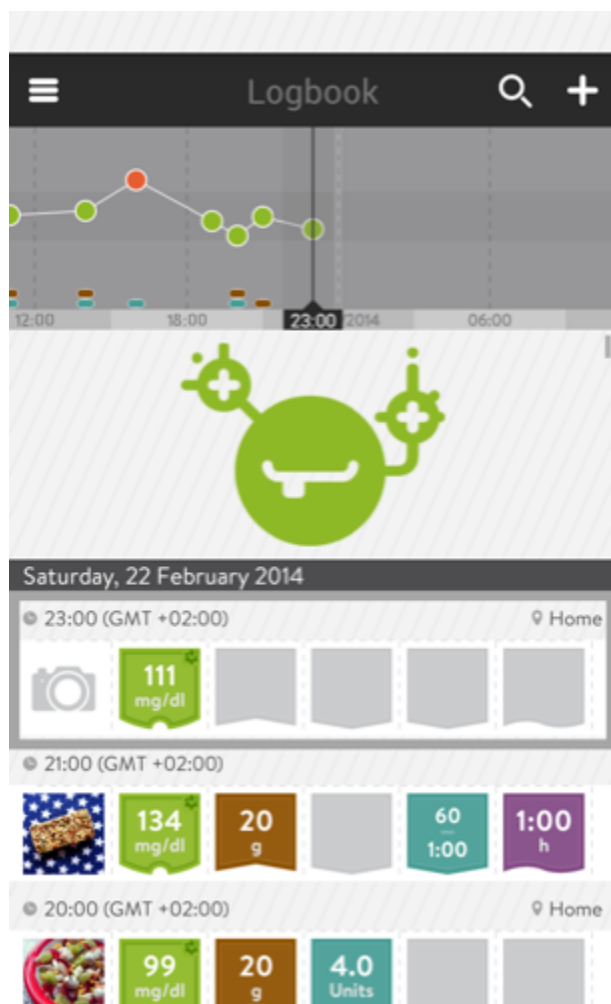 Logbook
12:00 18:00 23:00 2014 06:00
Saturday, 22 February 2014
23:00 (GMT +02:00) Home
111
mg/dl
21:00 (GMT +02:00)
134 20 60 1:00
mg/dl g 1:00 h
20:00 (GMT +02:00) Home
99 20 4.0
mg/dl g Units